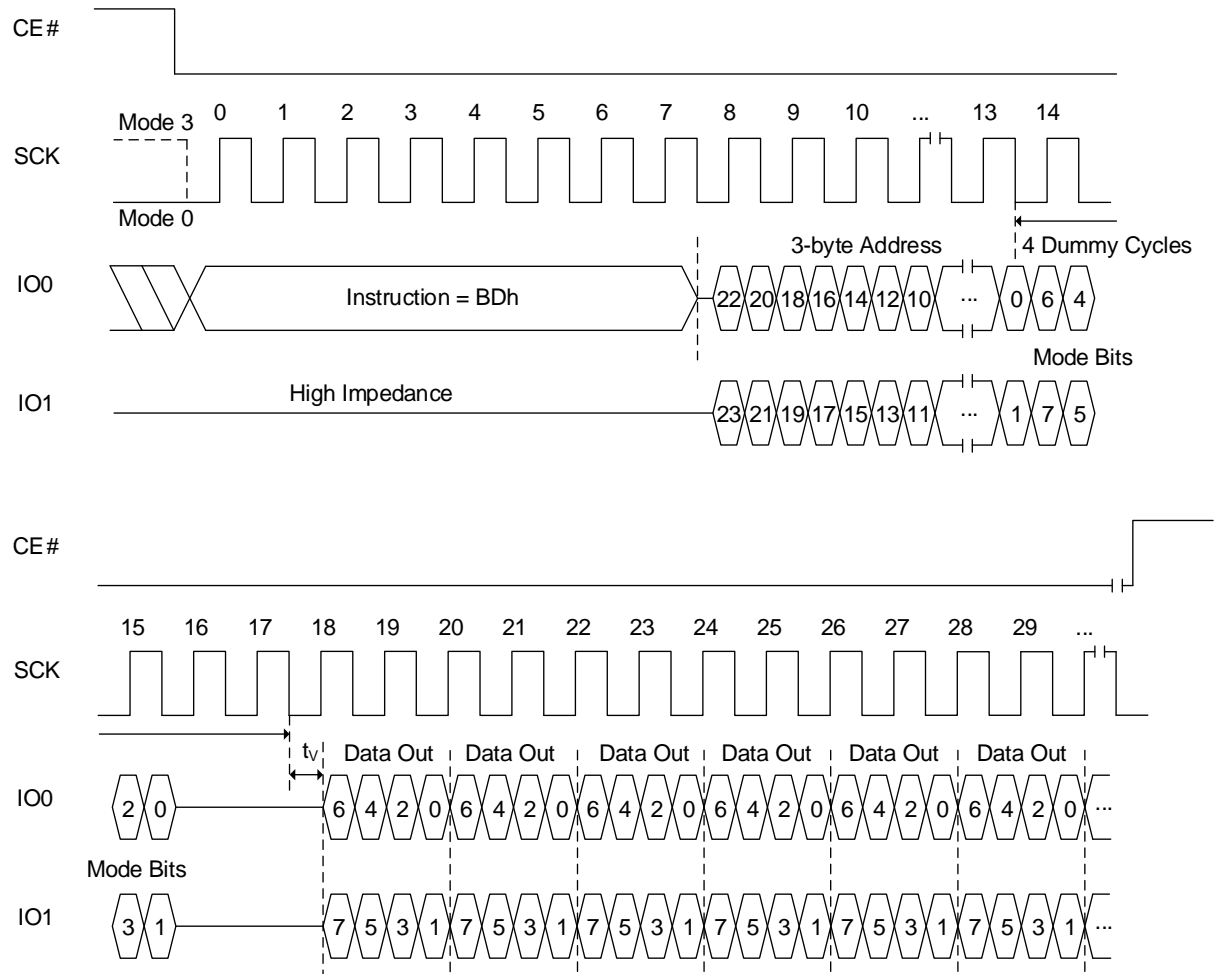 CE#
0 1 2 3 4 5 6 7 8 9 10 ... 13 14
Mode 3
SCK
Mode 0
3-byte Address 4 Dummy Cycles
IO0 Instruction = BDh 22 20 18 16 14 12 10 ... 0 6 4
Mode Bits
IO1 High Impedance 23 21 19 17 15 13 11 ... 1 7 5
CE#
15 16 17 18 19 20 21 22 23 24 25 26 27 28 29 ...
SCK
tV Data Out Data Out Data Out Data Out Data Out Data Out
IO0 2 0 6 4 2 0 6 4 2 0 6 4 2 0 6 4 2 0 6 4 2 0 6 4 2 0 ...
Mode Bits
IO1 3 1 7 5 3 1 7 5 3 1 7 5 3 1 7 5 3 1 7 5 3 1 7 5 3 1 ...